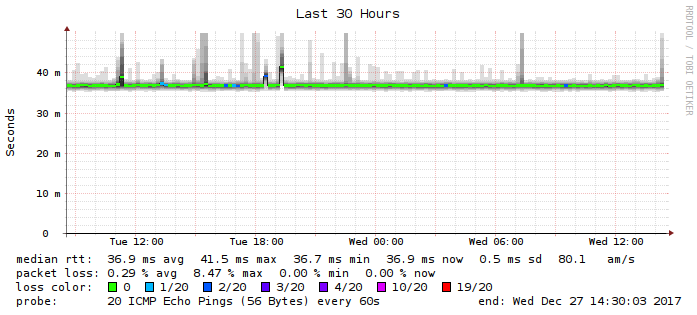 Last 30 Hours
RRDTOOL / TOBI OETIKER
Seconds
40 m
30 m
20 m
10 m
0
Tue 12:00 Tue 18:00 Wed 00:00 Wed 06:00 Wed 12:00
median rtt: 36.9 ms avg 41.5 ms max 36.7 ms min 36.9 ms now 0.5 ms sd 80.1 am/s
packet loss: 0.29 % avg 8.47 % max 0.00 % min 0.00 % now
loss color: 0 1/20 2/20 3/20 4/20 10/20 19/20
probe: 20 ICMP Echo Pings (56 Bytes) every 60s end: Wed Dec 27 14:30:03 2017